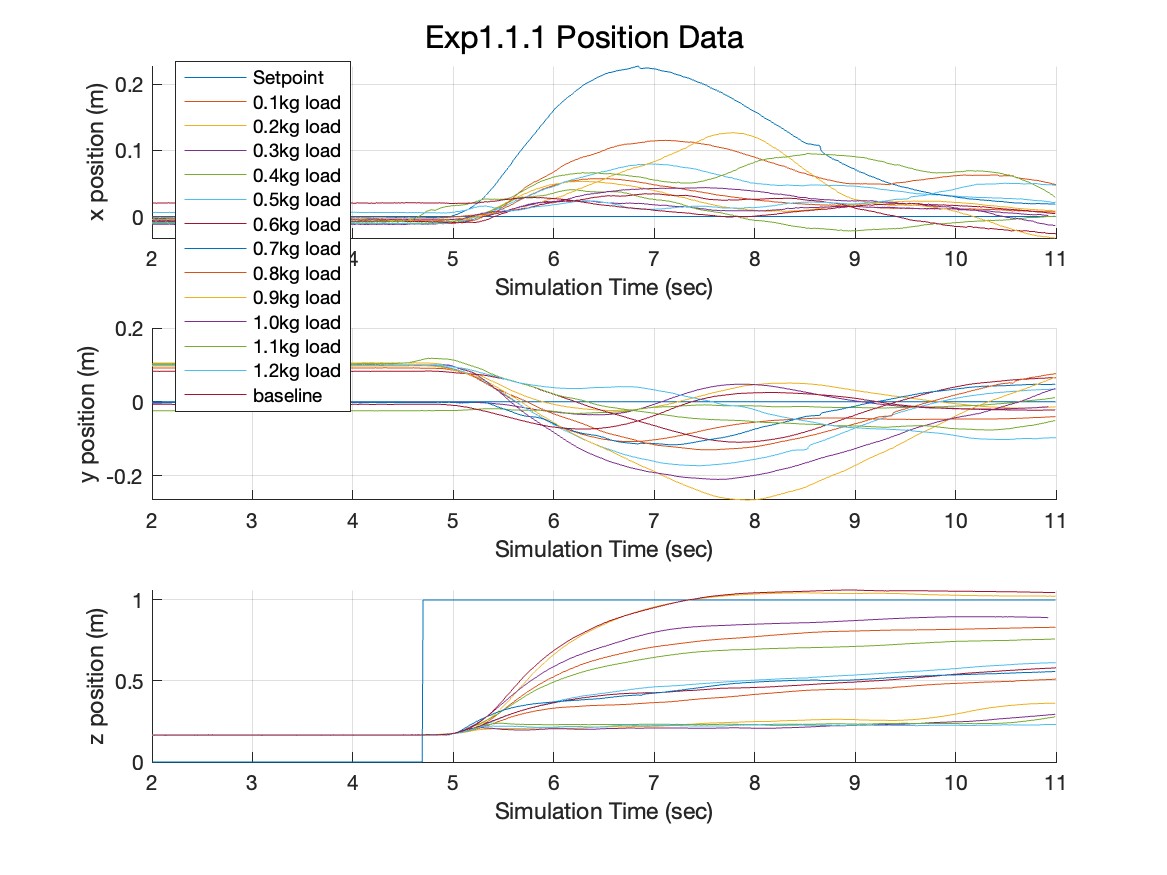 Exp1.1.1 Position Data
x position (m)
0.2
0.1
0
Setpoint
0.1kg load
0.2kg load
0.3kg load
0.4kg load
0.5kg load
0.6kg load
0.7kg load
0.8kg load
0.9kg load
1.0kg load
1.1kg load
1.2kg load
baseline
2 4 5 6 7 8 9 10 11
Simulation Time (sec)
y position (m)
0.2
0
-0.2
2 3 4 5 6 7 8 9 10 11
Simulation Time (sec)
z position (m)
1
0.5
0
2 3 4 5 6 7 8 9 10 11
Simulation Time (sec)